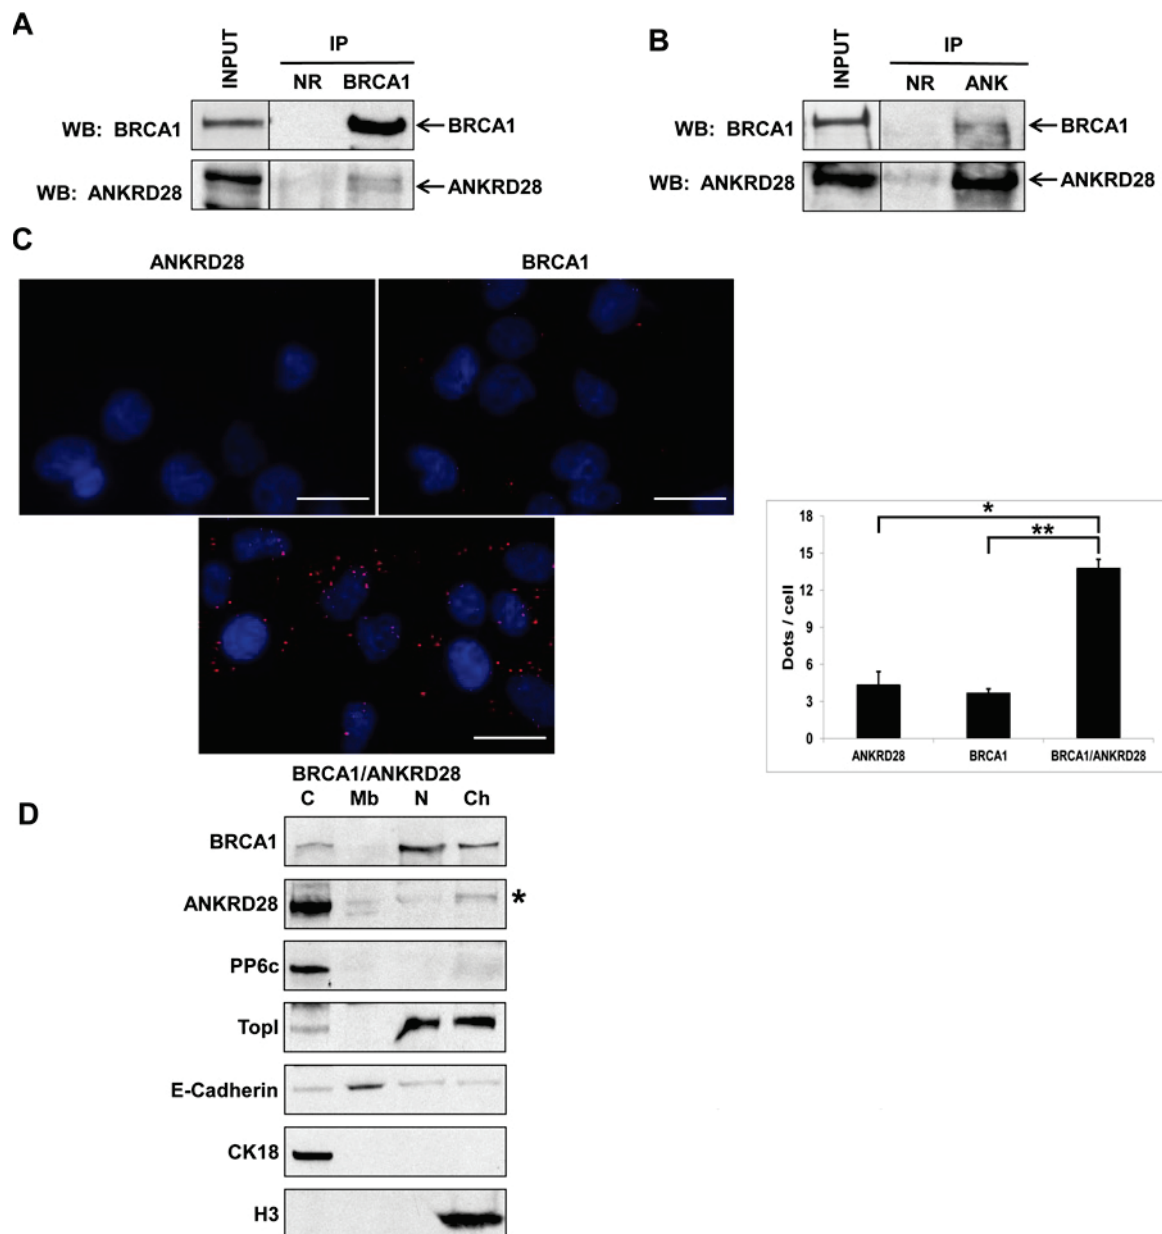 A
INPUT
IP
NR BRCA1
WB: BRCA1
BRCA1
WB: ANKRD28
ANKRD28
B
INPUT
IP
NR ANK
WB: BRCA1
BRCA1
WB: ANKRD28
ANKRD28
C
ANKRD28
BRCA1
BRCA1/ANKRD28
Dots / cell
18
15
12
9
6
3
0
*
**
ANKRD28
BRCA1
BRCA1/ANKRD28
D
C Mb N Ch
BRCA1
ANKRD28
*
PP6c
TopI
E-Cadherin
CK18
H3